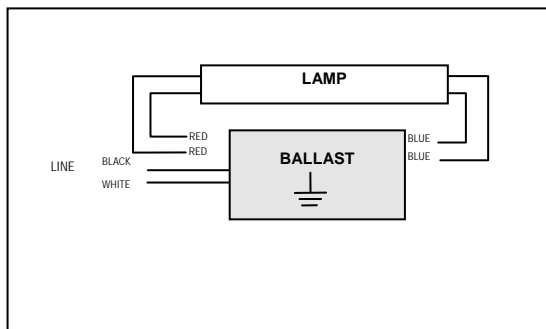 LAMP
RED
RED
BLUE
BLUE
BALLAST
LINE
BLACK
WHITE